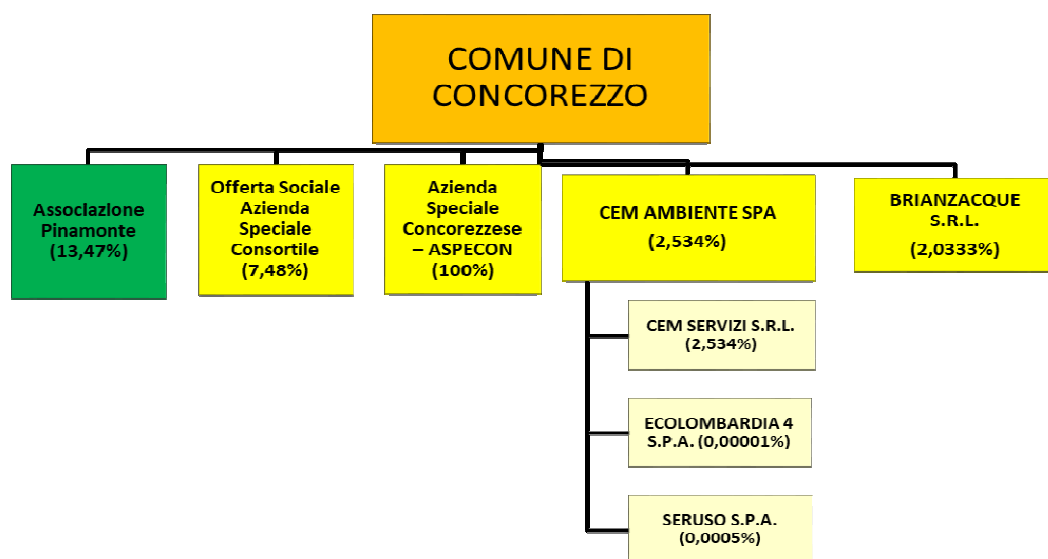 COMUNE DI
CONCOREZZO
Associazione
Pinamonte
(13,47%)
Offerta Sociale
Azienda
Speciale
Consortile
(7,48%)
Azienda
Speciale
Concorezzese
– ASPECON
(100%)
CEM AMBIENTE SPA
(2,534%)
BRIANZACQUE
S.R.L.
(2,0333%)
CEM SERVIZI S.R.L.
(2,534%)
ECOLOMBARDIA 4
S.P.A. (0,00001%)
SERUSO S.P.A.
(0,0005%)